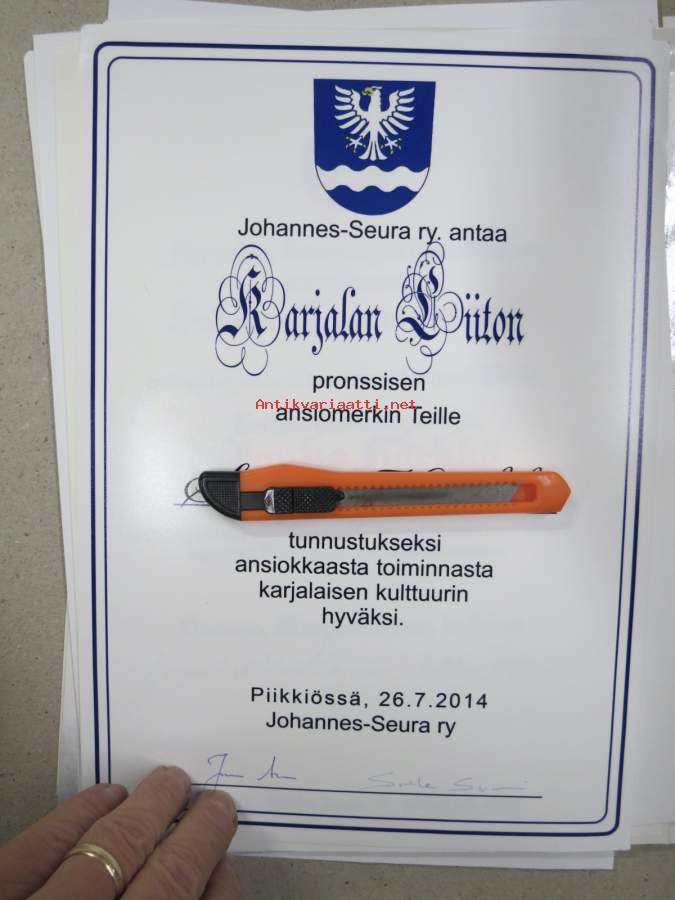 Johannes-Seura ry. antaa
Karjalan Liiton
pronssisen
Antikvariaatti.net
ansiomerkin Teille
tunnustukseksi
ansiokkaasta toiminnasta
karjalaisen kulttuurin
hyväksi.
Piikkiössä, 26.7.2014
Johannes-Seura ry